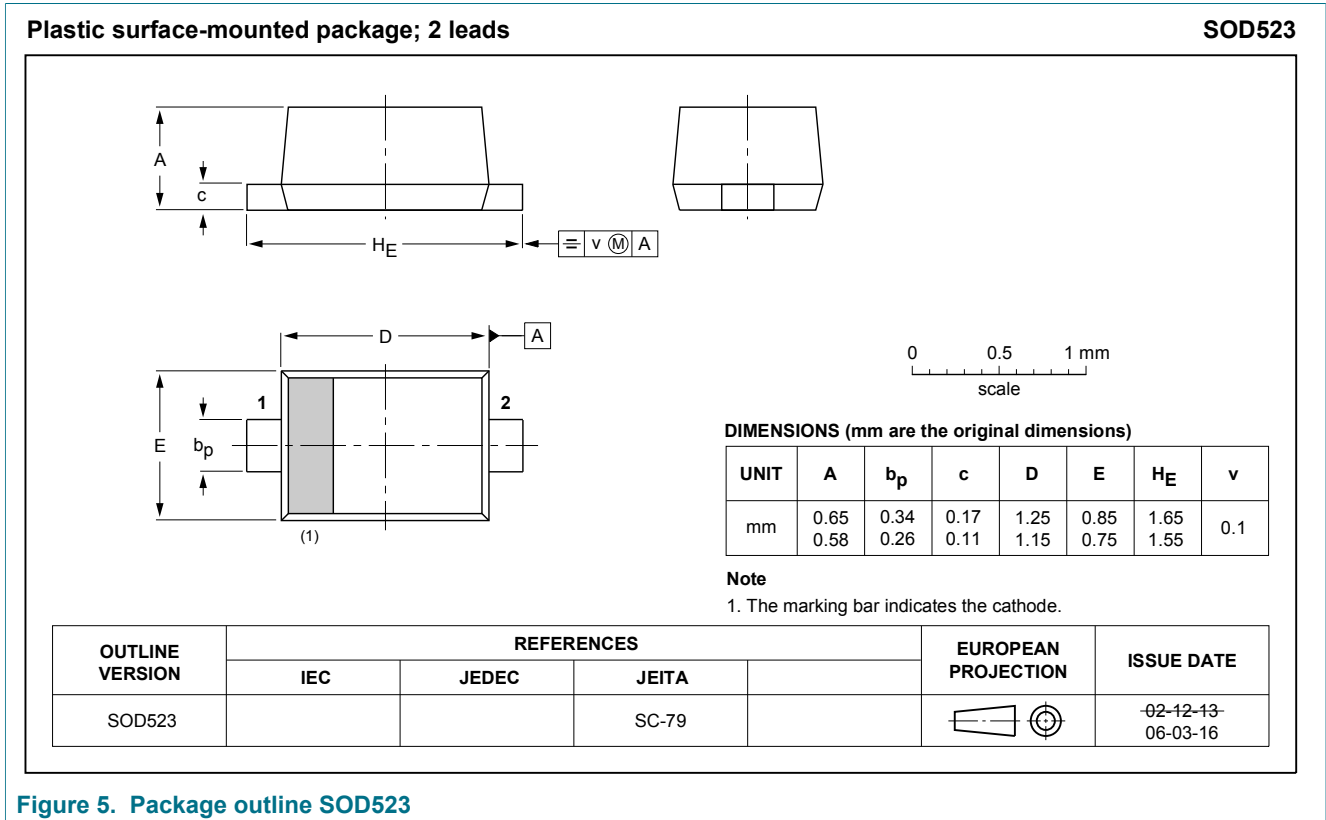 Plastic surface-mounted package; 2 leads SOD523
A
c
HE
v M A
D A
1 2
E bp
(1)
0 0.5 1 mm
scale
DIMENSIONS (mm are the original dimensions)
UNIT A bp c D E HE v
mm 0.65 0.34 0.17 1.25 0.85 1.65 0.1
0.58 0.26 0.11 1.15 0.75 1.55
Note
1. The marking bar indicates the cathode.
OUTLINE VERSION REFERENCES EUROPEAN PROJECTION ISSUE DATE
IEC JEDEC JEITA
SOD523 SC-79 02-12-13
06-03-16
Figure 5. Package outline SOD523